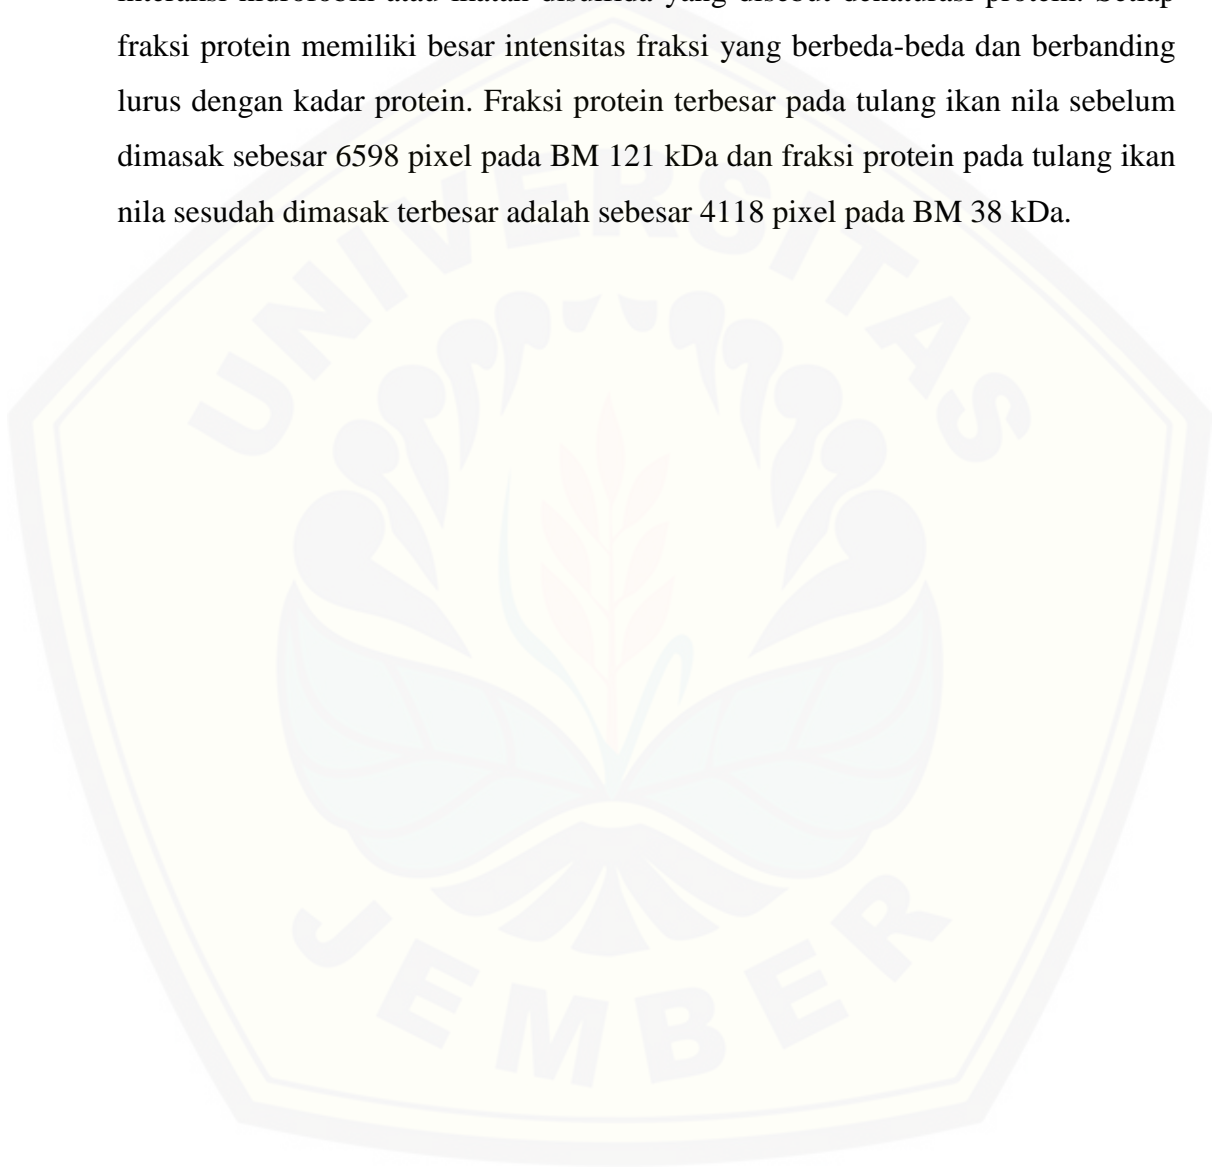 interaksi hidrofobik atau ikatan disulfida yang disebut denaturasi protein. Setiap
fraksi protein memiliki besar intensitas fraksi yang berbeda-beda dan berbanding
lurus dengan kadar protein. Fraksi protein terbesar pada tulang ikan nila sebelum
dimasak sebesar 6598 pixel pada BM 121 kDa dan fraksi protein pada tulang ikan
nila sesudah dimasak terbesar adalah sebesar 4118 pixel pada BM 38 kDa.
UNIVERSITAS
JEMBER